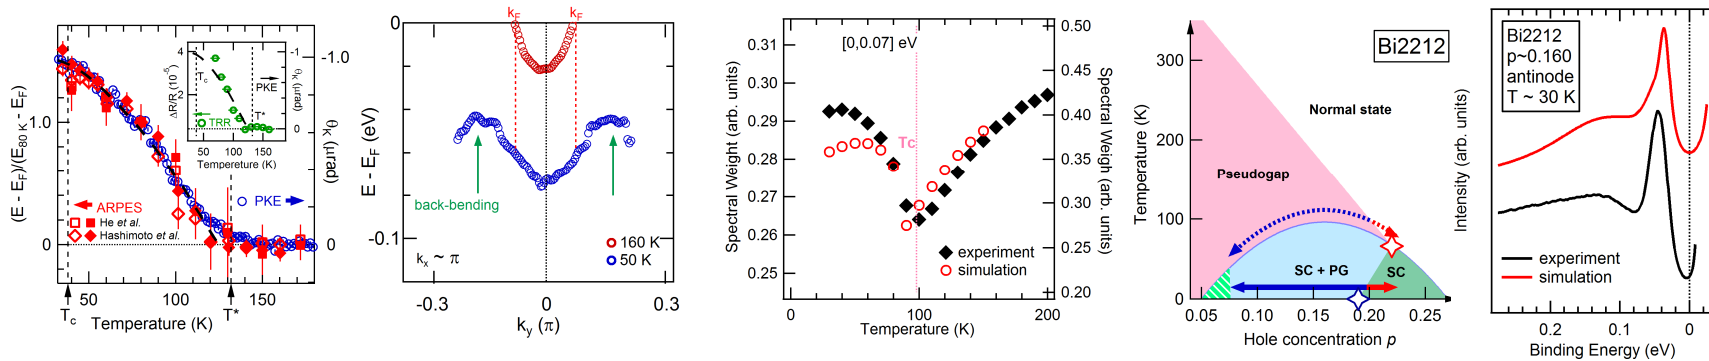 (E - E_F)/(E_80 K - E_F)
1.0
0
50
100
150
T_c
Temperature (K)
T*
-1.0
0
θ_K (μrad)
ARPES
He et al.
Hashimoto et al.
PKE
ΔR/R (10^-5)
4
2
0
T_c
TRR
PKE
T*
-1
0
θ_K (μrad)
50
100
150
Temperature (K)
E - E_F (eV)
0
-0.1
k_F
k_F
back-bending
k_x ~ π
160 K
50 K
-0.3
0
0.3
k_y (π)
Spectral Weight (arb. units)
0.31
0.30
0.29
0.28
0.27
0.26
0.25
[0,0.07] eV
Tc
experiment
simulation
0
50
100
150
200
Temperature (K)
0.50
0.45
0.40
0.35
0.30
0.25
0.20
Spectral Weigh (arb. units)
Temperature (K)
300
200
100
0
Bi2212
Normal state
Pseudogap
SC + PG
SC
0.05
0.10
0.15
0.20
0.25
Hole concentration p
Intensity (arb. units)
Bi2212
p~0.160
antinode
T ~ 30 K
experiment
simulation
0.2
0.1
0
Binding Energy (eV)